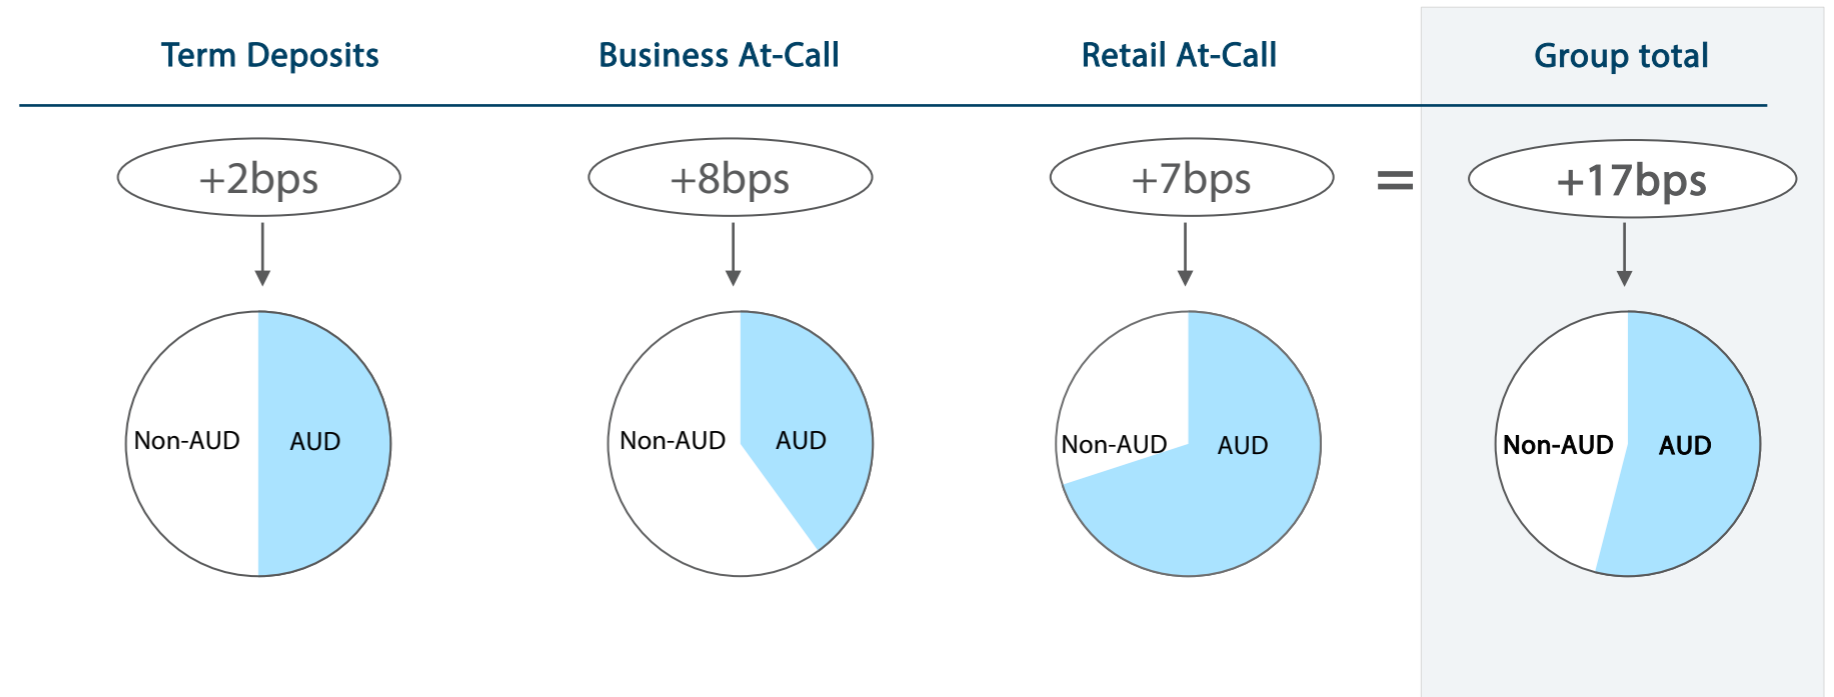 Term Deposits
Business At-Call
Retail At-Call
Group total
+2bps
+8bps
+7bps
=
+17bps
Non-AUD
AUD
Non-AUD
AUD
Non-AUD
AUD
Non-AUD
AUD